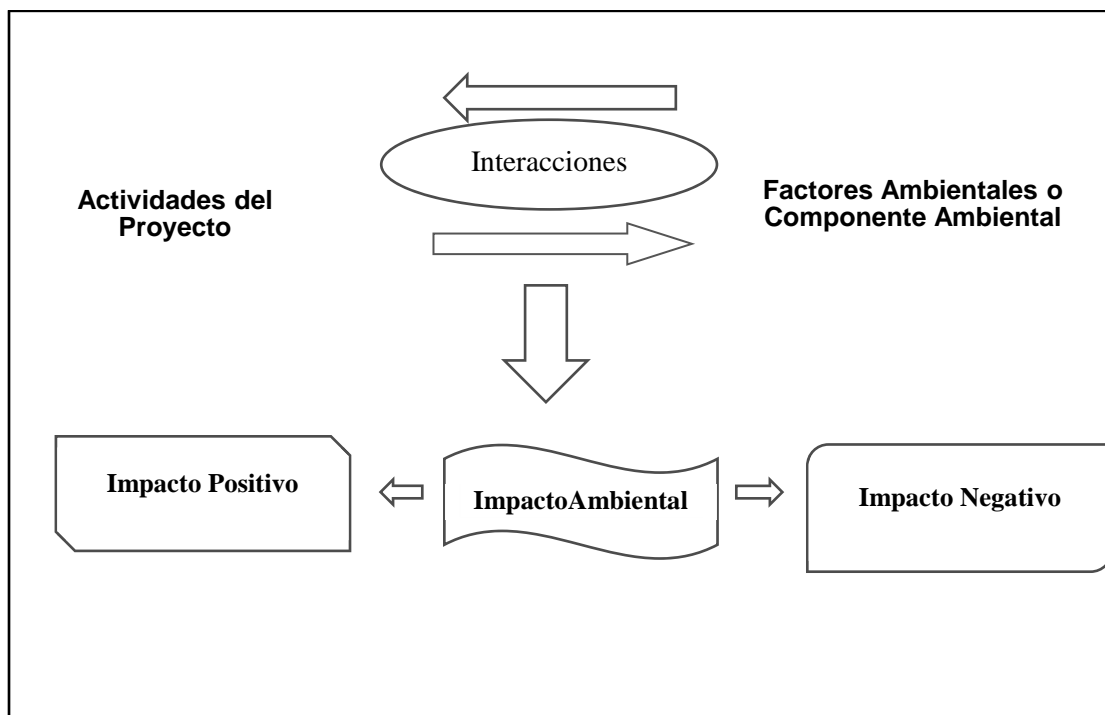 Interacciones
Actividades del
Proyecto
Factores Ambientales o
Componente Ambiental
Impacto Positivo
ImpactoAmbiental
Impacto Negativo